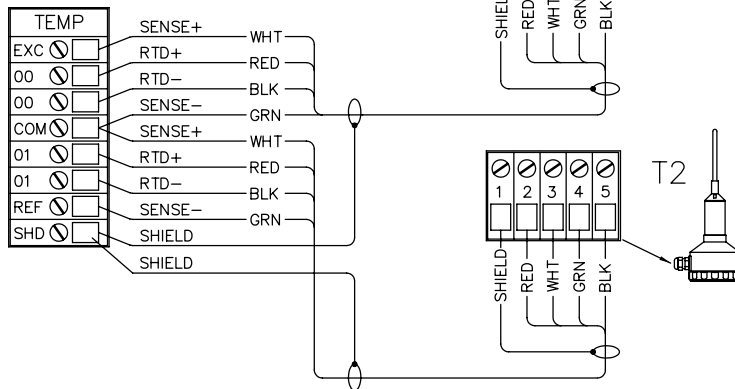 TEMP
EXC
00
00
COM
01
01
REF
SHD
SENSE+
WHT
RTD+
RED
RTD-
BLK
SENSE-
GRN
SENSE+
WHT
RTD+
RED
RTD-
BLK
SENSE-
GRN
SHIELD
SHIELD
SHIELD
RED
WHT
GRN
BLK
1 2 3 4 5
T2
SHIELD
RED
WHT
GRN
BLK